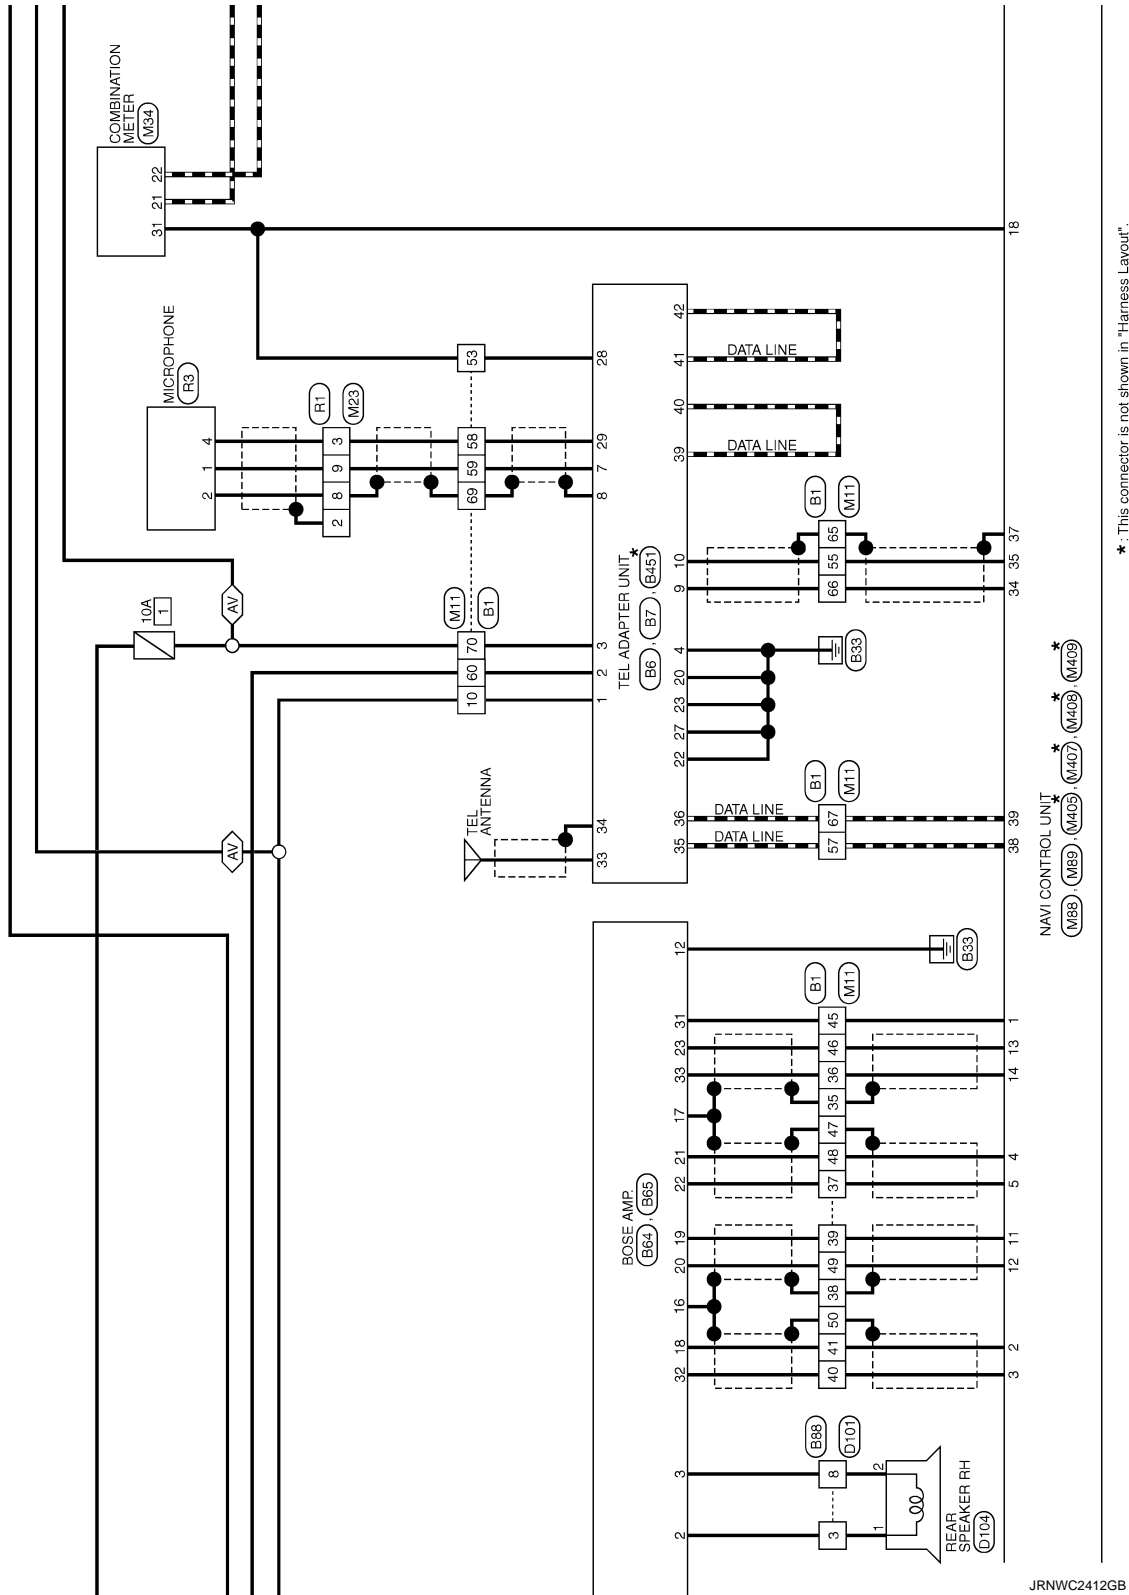 COMBINATION
METER
M34
31 21 22
MICROPHONE
R3
2 1 4
R1
M23
2 8 9 3
10A
1
AV
AV
M11
B1
10 60 70 69 59 58 53
TEL
ANTENNA
33 34 1 2 3 8 7 29 28
TEL ADAPTER UNIT
B6 , B7 , B451*
35 36 22 27 23 20 4 9 10 39 40 41 42
DATA LINE
DATA LINE
DATA LINE
DATA LINE
B33
B1
M11
57 67
B1
M11
66 55 65
38 39 34 35 37 18
BOSE AMP.
B64 , B65
2 3 32 18 16 20 19 22 21 17 33 23 31 12
B33
B1
M11
40 41 50 38 49 39 37 48 47 35 36 46 45
3 2 12 11 5 4 14 13 1
B88
D101
3 8
1 2
REAR
SPEAKER RH
D104
NAVI CONTROL UNIT
M88 , M89 , M405* , M407* , M408* , M409*
* : This connector is not shown in "Harness Layout".
JRNWC2412GB